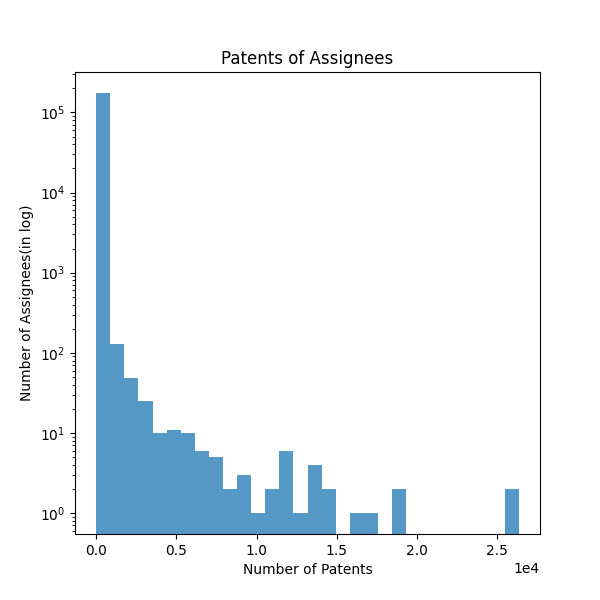 Patents of Assignees
Number of Assignees(in log)
10^5
10^4
10^3
10^2
10^1
10^0
0.0 0.5 1.0 1.5 2.0 2.5
1e4
Number of Patents